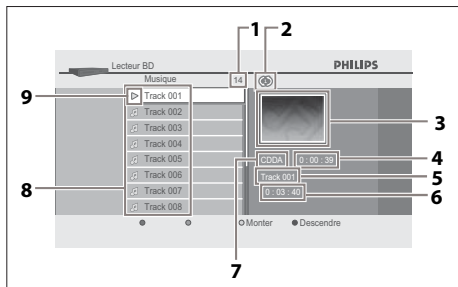 1 2
Lecteur BD PHILIPS
Musique 14
9 Track 001
Track 002
3
Track 003
Track 004
CDDA 0 : 00 : 39 4
Track 005
Track 001 5
8 Track 006
0 : 03 : 40 6
Track 007
Track 008
Monter Descendre
7